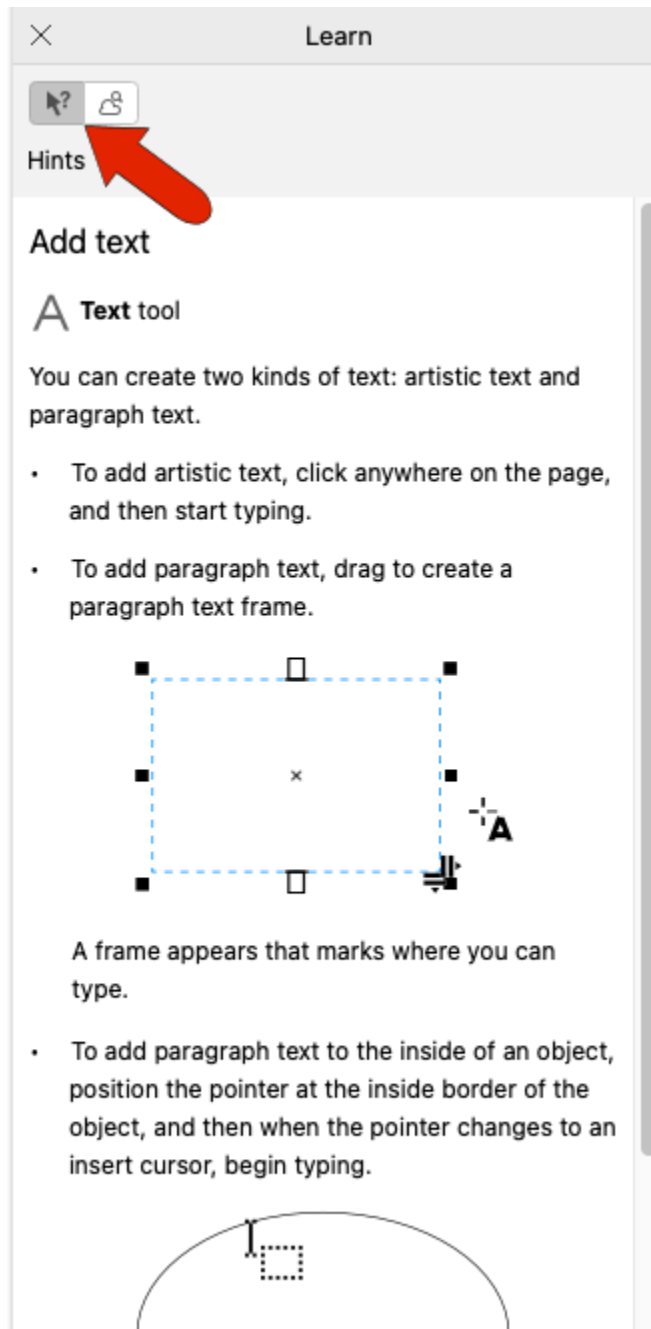 Learn
Hints
Add text
A Text tool
You can create two kinds of text: artistic text and
paragraph text.
• To add artistic text, click anywhere on the page,
and then start typing.
• To add paragraph text, drag to create a
paragraph text frame.
A
A frame appears that marks where you can
type.
• To add paragraph text to the inside of an object,
position the pointer at the inside border of the
object, and then when the pointer changes to an
insert cursor, begin typing.